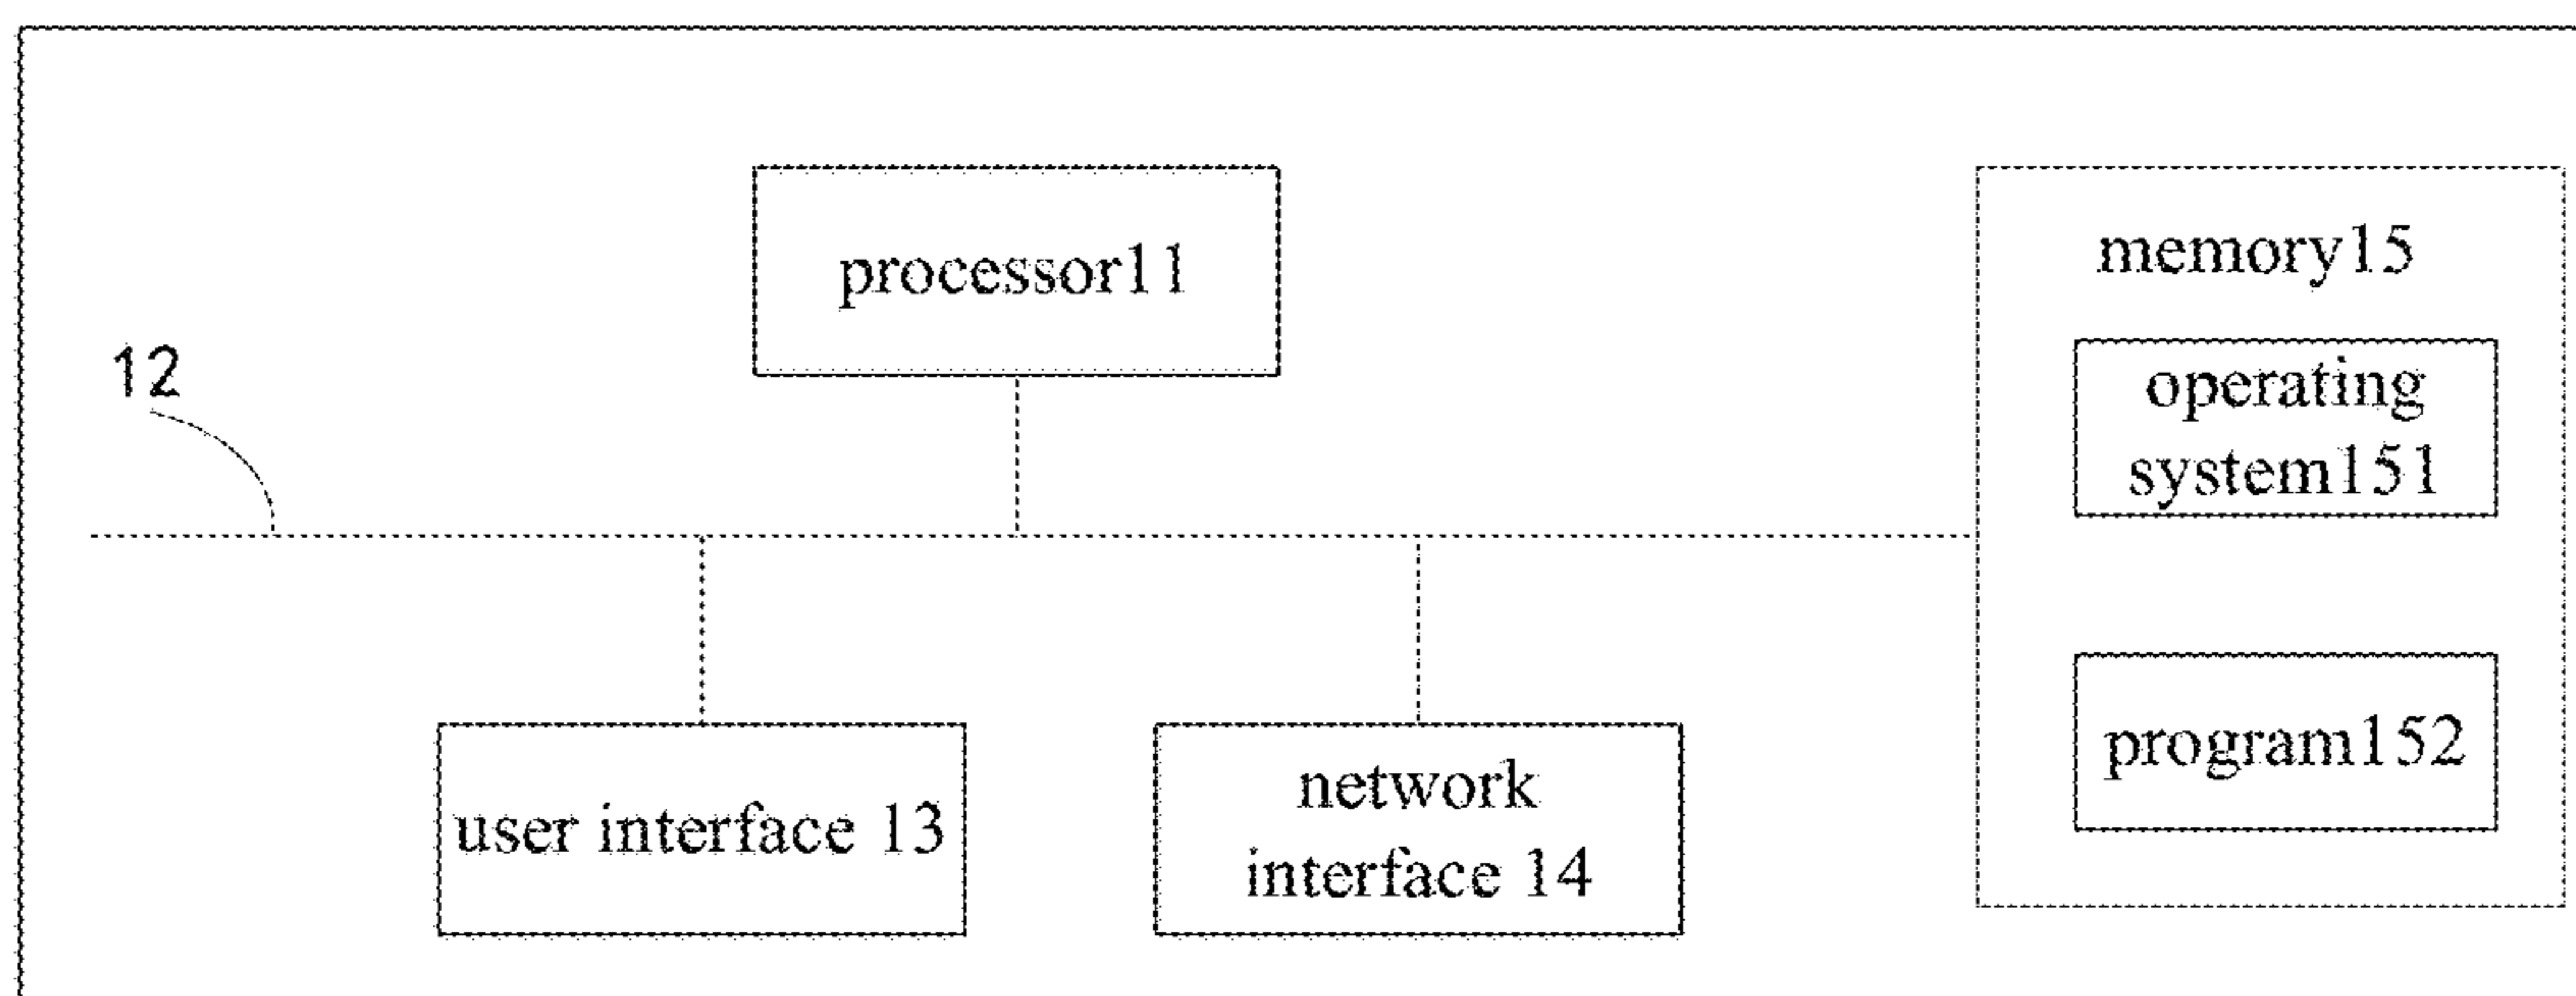 processor11
memory15
12
operating
system151
program152
user interface 13
network
interface 14